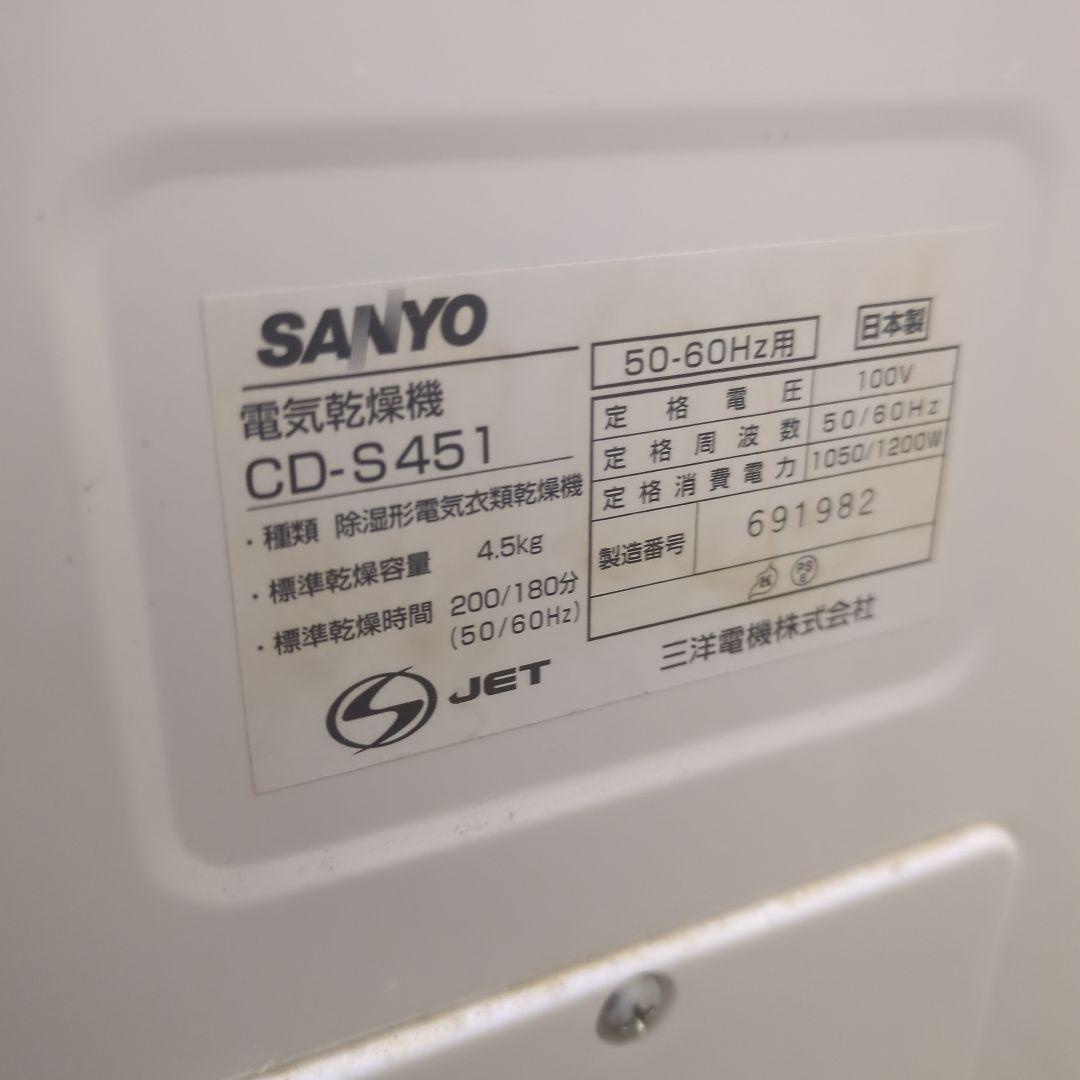 SANYO
電気乾燥機
CD-S451
・種類 除湿形電気衣類乾燥機
・標準乾燥容量 4.5kg
・標準乾燥時間 200/180分
(50/60Hz)
JET
50-60Hz用
日本製
定格電圧 100V
定格周波数 50/60Hz
定格消費電力 1050/1200W
製造番号 691982
PS
E
三洋電機株式会社